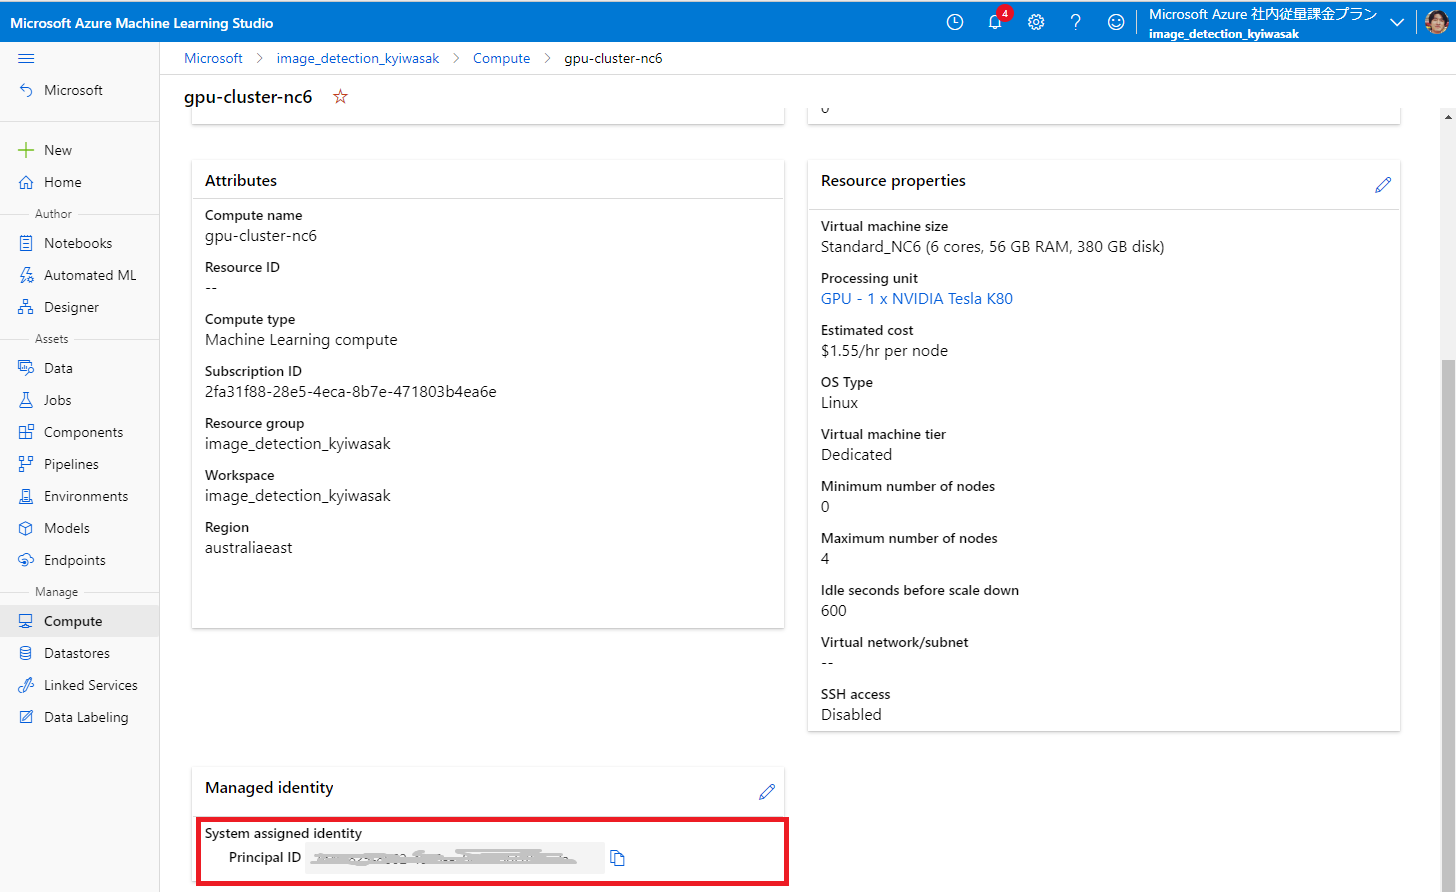 Microsoft Azure Machine Learning Studio
4
Microsoft Azure 社内従量課金プラン
image_detection_kyiwasak
Microsoft
New
Home
Author
Notebooks
Automated ML
Designer
Assets
Data
Jobs
Components
Pipelines
Environments
Models
Endpoints
Manage
Compute
Datastores
Linked Services
Data Labeling
Microsoft > image_detection_kyiwasak > Compute > gpu-cluster-nc6
gpu-cluster-nc6
0
Attributes
Compute name
gpu-cluster-nc6
Resource ID
--
Compute type
Machine Learning compute
Subscription ID
2fa31f88-28e5-4eca-8b7e-471803b4ea6e
Resource group
image_detection_kyiwasak
Workspace
image_detection_kyiwasak
Region
australiaeast
Resource properties
Virtual machine size
Standard_NC6 (6 cores, 56 GB RAM, 380 GB disk)
Processing unit
GPU - 1 x NVIDIA Tesla K80
Estimated cost
$1.55/hr per node
OS Type
Linux
Virtual machine tier
Dedicated
Minimum number of nodes
0
Maximum number of nodes
4
Idle seconds before scale down
600
Virtual network/subnet
--
SSH access
Disabled
Managed identity
System assigned identity
Principal ID